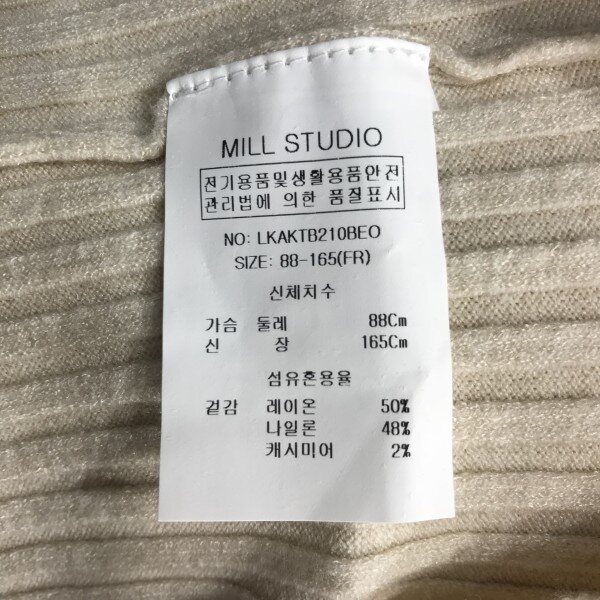 MILL STUDIO
전기용품및생활용품안전
관리법에 의한 품질표시
NO: LKAKTB210BEO
SIZE: 88-165(FR)
신체치수
가슴 둘레 88Cm
신 장 165Cm
섬유혼용율
겉감 레이온 50%
나일론 48%
캐시미어 2%